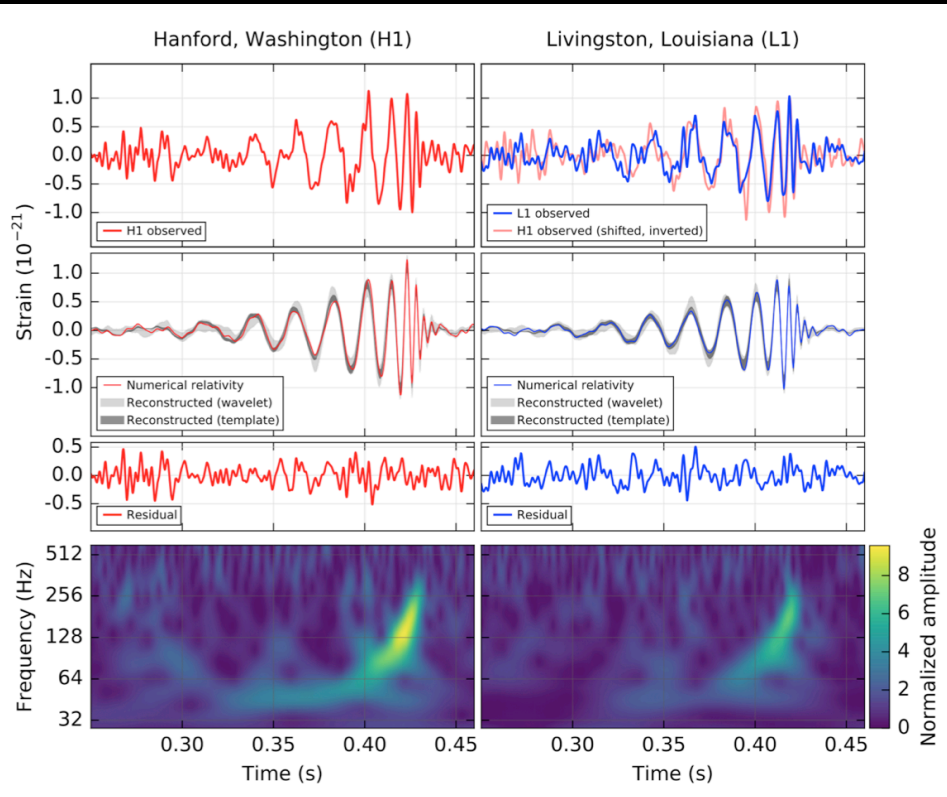 Hanford, Washington (H1)
Livingston, Louisiana (L1)
Strain (10⁻²¹)
1.0
0.5
0.0
-0.5
-1.0
H1 observed
L1 observed
H1 observed (shifted, inverted)
1.0
0.5
0.0
-0.5
-1.0
Numerical relativity
Reconstructed (wavelet)
Reconstructed (template)
Numerical relativity
Reconstructed (wavelet)
Reconstructed (template)
0.5
0.0
-0.5
Residual
Residual
Frequency (Hz)
512
256
128
64
32
Normalized amplitude
8
6
4
2
0
0.30
0.35
0.40
0.45
0.30
0.35
0.40
0.45
Time (s)
Time (s)